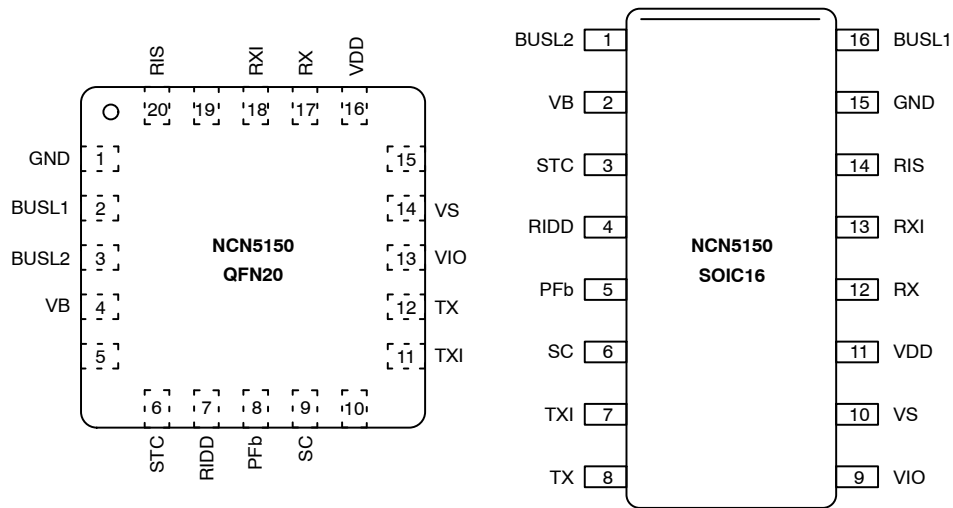 RIS
RXI
RX
VDD
20 19 18 17 16
GND 1
BUSL1 2
BUSL2 3
VB 4
5
15
14 VS
13 VIO
12 TX
11 TXI
NCN5150
QFN20
6 7 8 9 10
STC
RIDD
PFb
SC
BUSL2 1
VB 2
STC 3
RIDD 4
PFb 5
SC 6
TXI 7
TX 8
NCN5150
SOIC16
16 BUSL1
15 GND
14 RIS
13 RXI
12 RX
11 VDD
10 VS
9 VIO